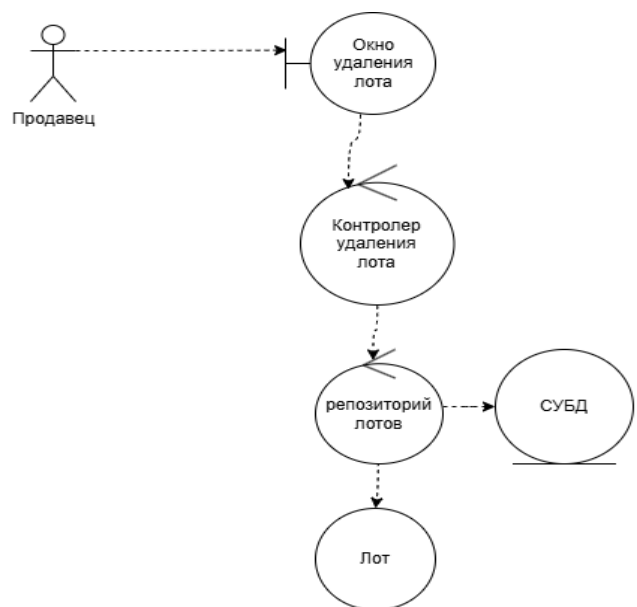 Окно
удаления
лота
Продавец
Контролер
удаления
лота
репозиторий
лотов
СУБД
Лот